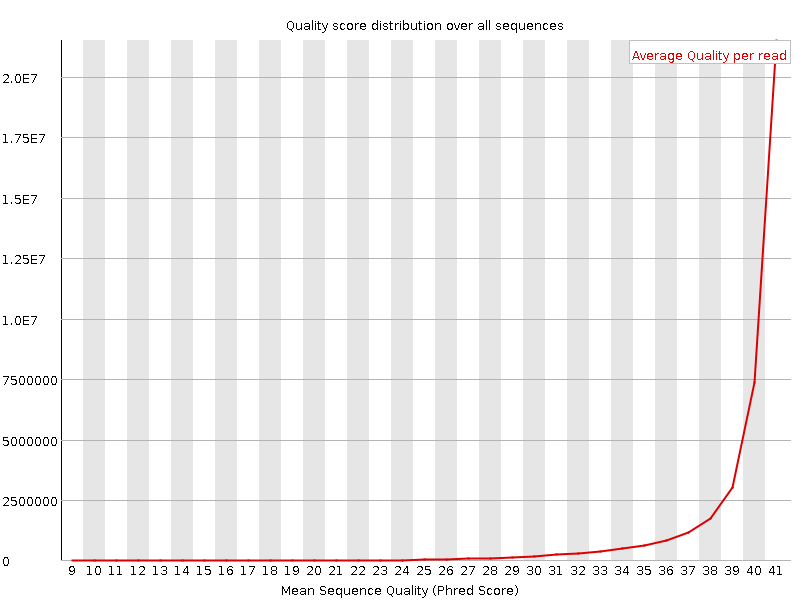 Quality score distribution over all sequences
Average Quality per read
2.0E7
1.75E7
1.5E7
1.25E7
1.0E7
7500000
5000000
2500000
0
9 10 11 12 13 14 15 16 17 18 19 20 21 22 23 24 25 26 27 28 29 30 31 32 33 34 35 36 37 38 39 40 41
Mean Sequence Quality (Phred Score)